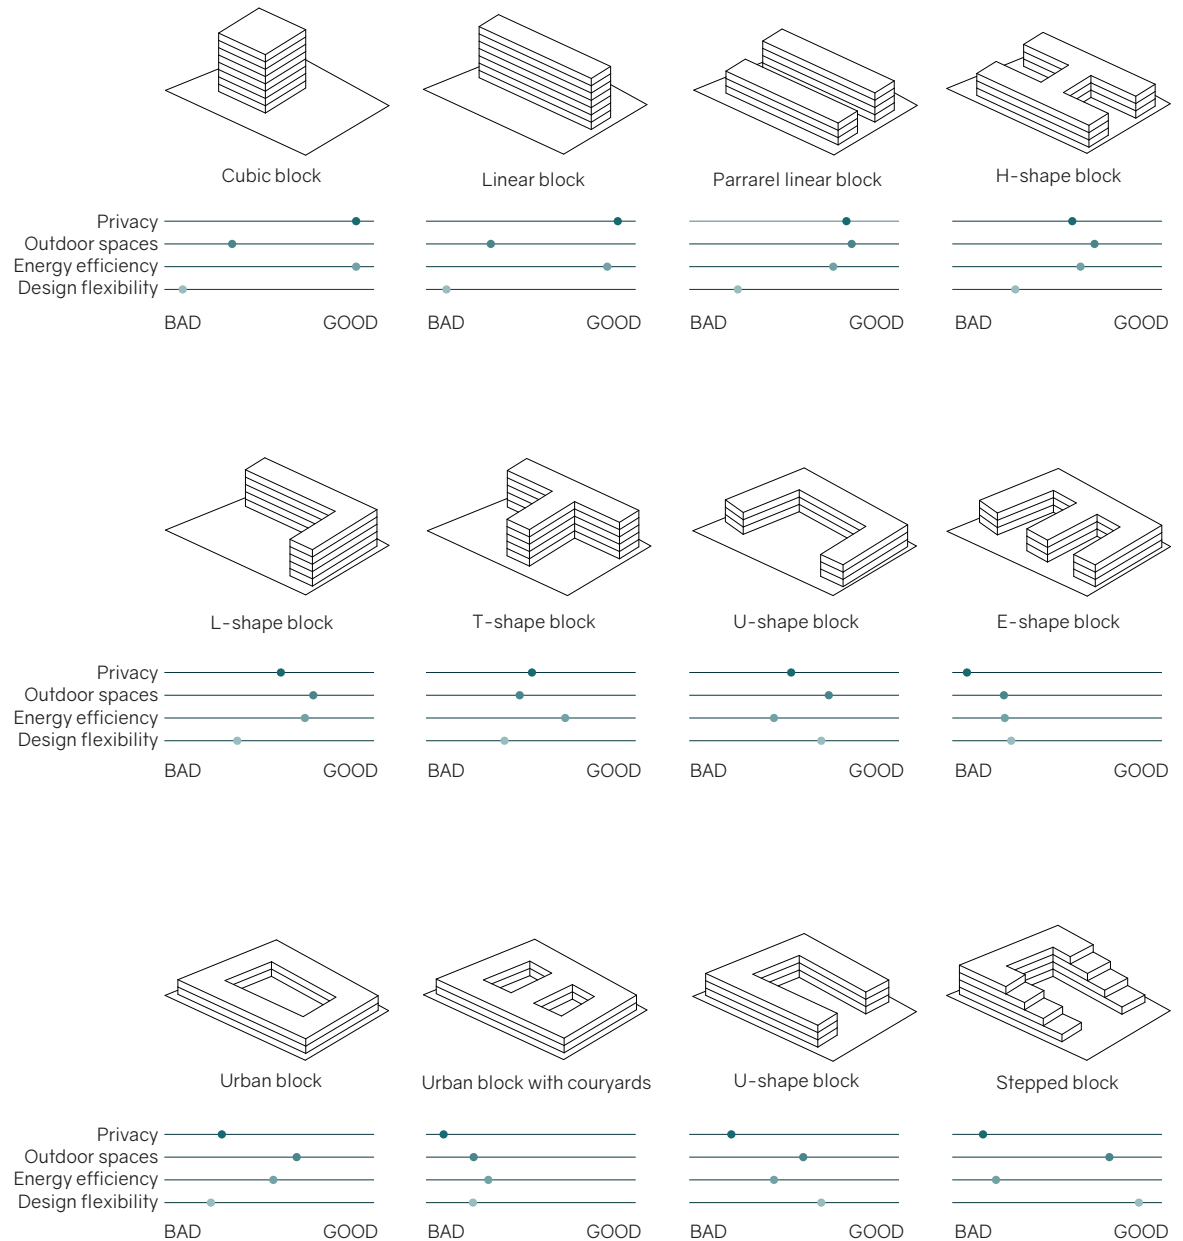 Cubic block
Linear block
Parrarel linear block
H-shape block
Privacy
Outdoor spaces
Energy efficiency
Design flexibility
BAD GOOD BAD GOOD BAD GOOD BAD GOOD
L-shape block
T-shape block
U-shape block
E-shape block
Privacy
Outdoor spaces
Energy efficiency
Design flexibility
BAD GOOD BAD GOOD BAD GOOD BAD GOOD
Urban block
Urban block with couryards
U-shape block
Stepped block
Privacy
Outdoor spaces
Energy efficiency
Design flexibility
BAD GOOD BAD GOOD BAD GOOD BAD GOOD